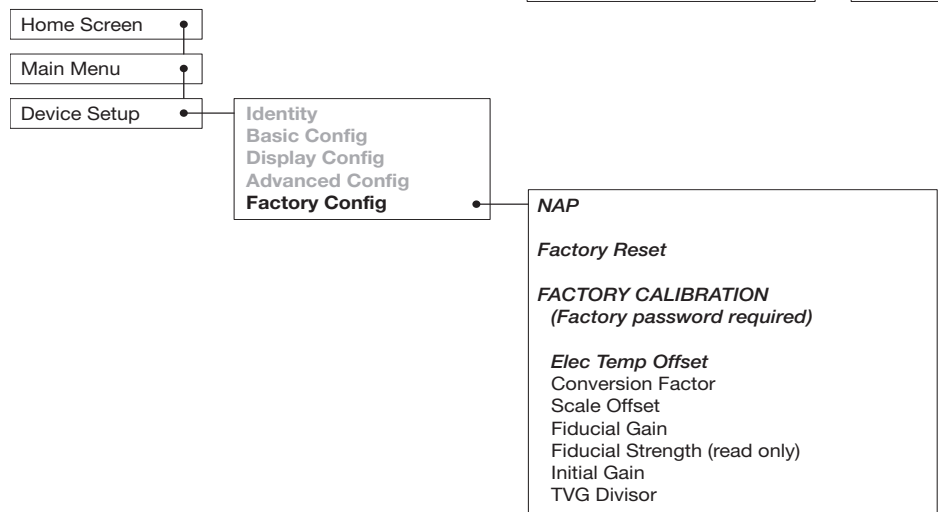 Home Screen
Main Menu
Device Setup
Identity
Basic Config
Display Config
Advanced Config
Factory Config
NAP
Factory Reset
FACTORY CALIBRATION
(Factory password required)
Elec Temp Offset
Conversion Factor
Scale Offset
Fiducial Gain
Fiducial Strength (read only)
Initial Gain
TVG Divisor